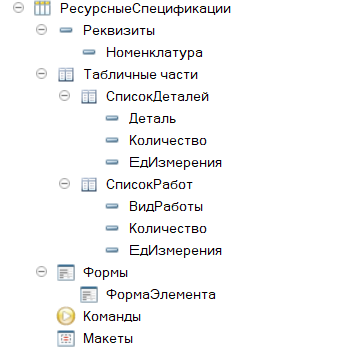 РесурсныеСпецификации
Реквизиты
Номенклатура
Табличные части
СписокДеталей
Деталь
Количество
ЕдИзмерения
СписокРабот
ВидРаботы
Количество
ЕдИзмерения
Формы
ФормаЭлемента
Команды
Макеты